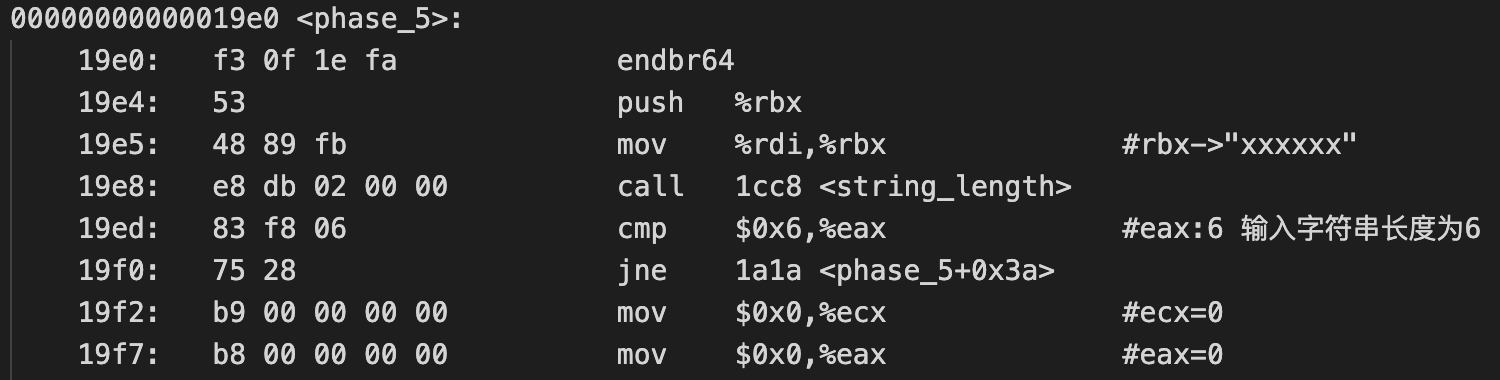 00000000000019e0 <phase_5>:
19e0: f3 0f 1e fa endbr64
19e4: 53 push %rbx
19e5: 48 89 fb mov %rdi,%rbx #rbx->"xxxxxx"
19e8: e8 db 02 00 00 call 1cc8 <string_length>
19ed: 83 f8 06 cmp $0x6,%eax #eax:6 输入字符串长度为6
19f0: 75 28 jne 1a1a <phase_5+0x3a>
19f2: b9 00 00 00 00 mov $0x0,%ecx #ecx=0
19f7: b8 00 00 00 00 mov $0x0,%eax #eax=0